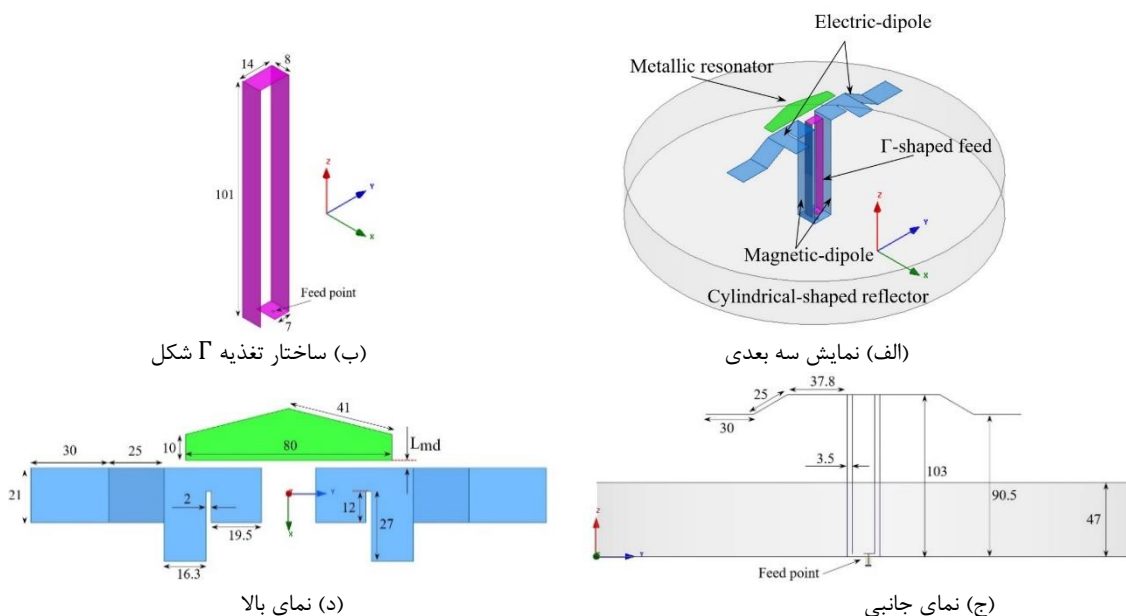 14
8
101
Z
Y
X
Feed point
7
(ب) ساختار تغذیه Γ شکل
Electric-dipole
Metallic resonator
Γ-shaped feed
Z
Y
X
Magnetic-dipole
Cylindrical-shaped reflector
(الف) نمایش سه بعدی
41
10
80
Lmd
30
25
21
2
19.5
16.3
12
27
Y
X
(د) نمای بالا
37.8
25
30
3.5
103
90.5
47
Z
Y
Feed point
(ج) نمای جانبی